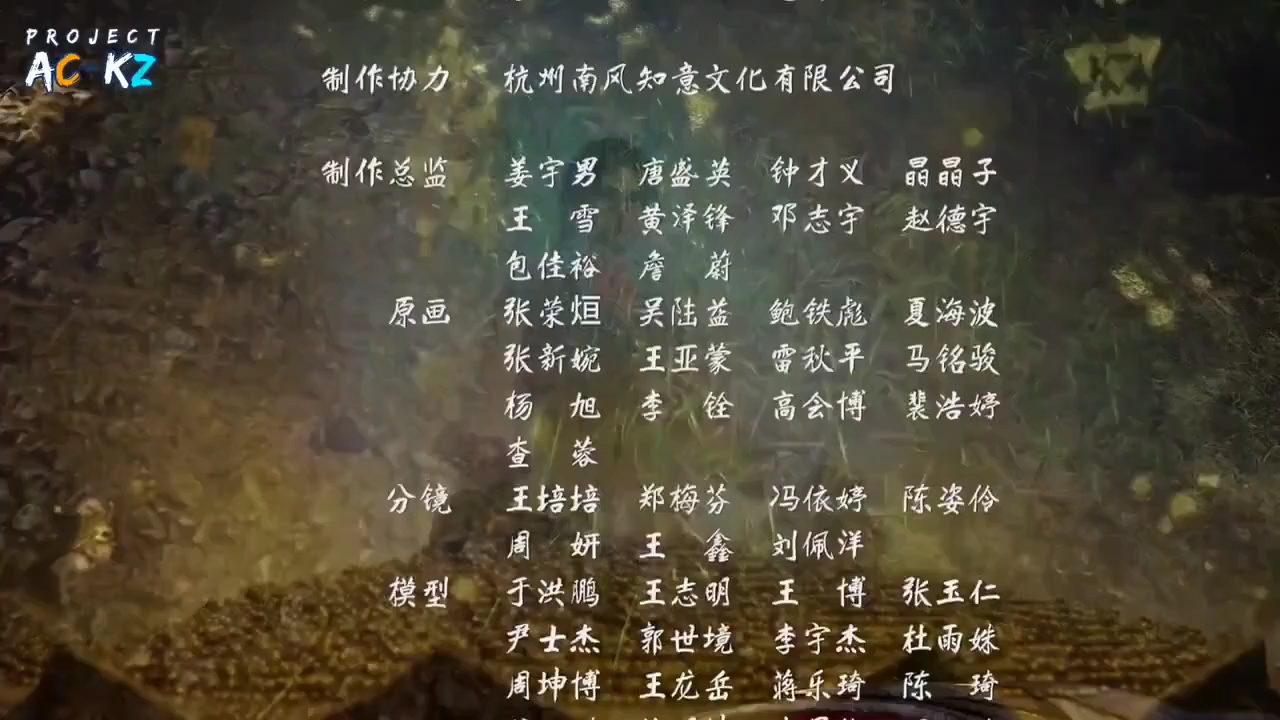 PROJECT
AC KZ
制作协力 杭州南风知意文化有限公司
制作总监 姜宇男 唐盛英 钟才义 晶晶子
王 雪 黄泽锋 邓志宇 赵德宇
包佳裕 詹 蔚
原画 张荣烜 吴陆益 鲍铁彪 夏海波
张新婉 王亚蒙 雷秋平 马铭骏
杨 旭 李 铨 高会博 裴浩婷
查 蓉
分镜 王培培 郑梅芬 冯依婷 陈姿伶
周 妍 王 鑫 刘佩洋
模型 于洪鹏 王志明 王 博 张玉仁
尹士杰 郭世境 李宇杰 杜雨姝
周坤博 王龙岳 蒋乐琦 陈 琦